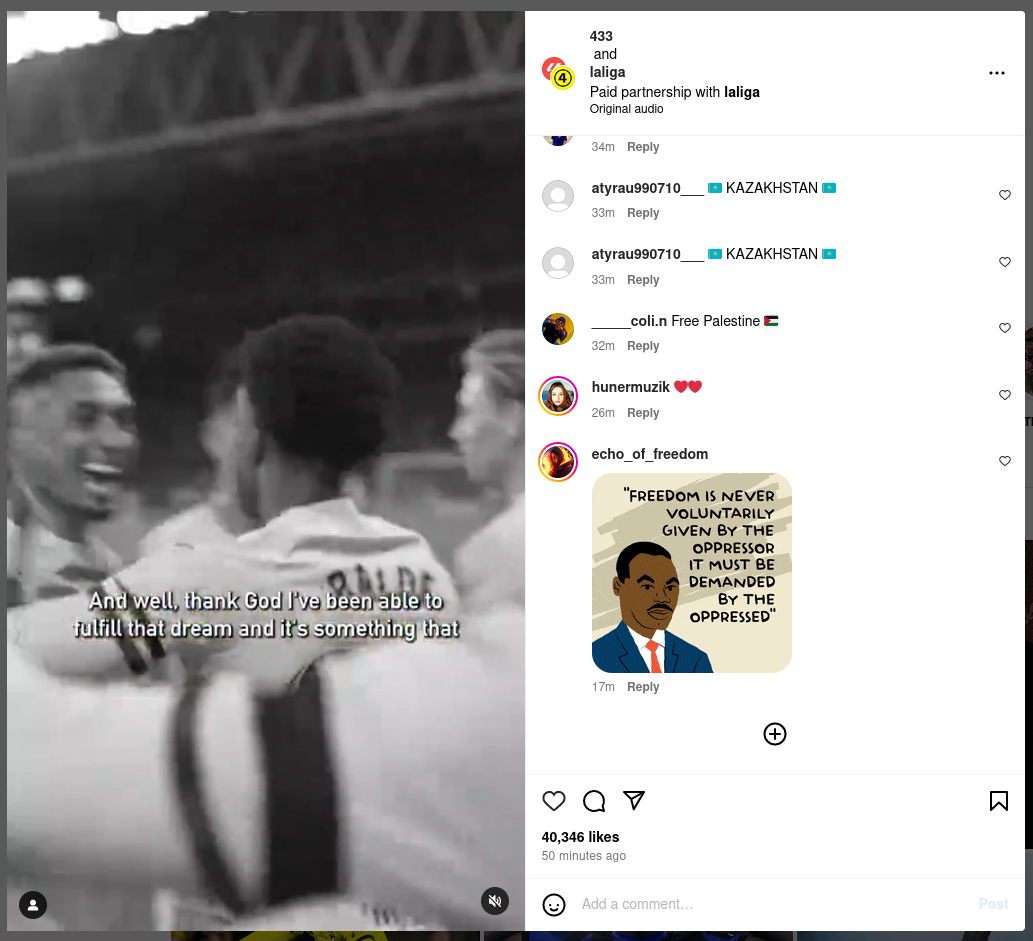 433
and
laliga
Paid partnership with laliga
Original audio
34m Reply
atyrau990710___ 🇰🇿 KAZAKHSTAN 🇰🇿
33m Reply
atyrau990710___ 🇰🇿 KAZAKHSTAN 🇰🇿
33m Reply
_____coli.n Free Palestine 🇵🇸
32m Reply
hunermuzik ❤️❤️
26m Reply
echo_of_freedom
"FREEDOM IS NEVER
VOLUNTARILY
GIVEN BY THE
OPPRESSOR
IT MUST BE
DEMANDED
BY THE
OPPRESSED"
17m Reply
40,346 likes
50 minutes ago
Add a comment…
Post
And well, thank God I've been able to
fulfill that dream and it's something that